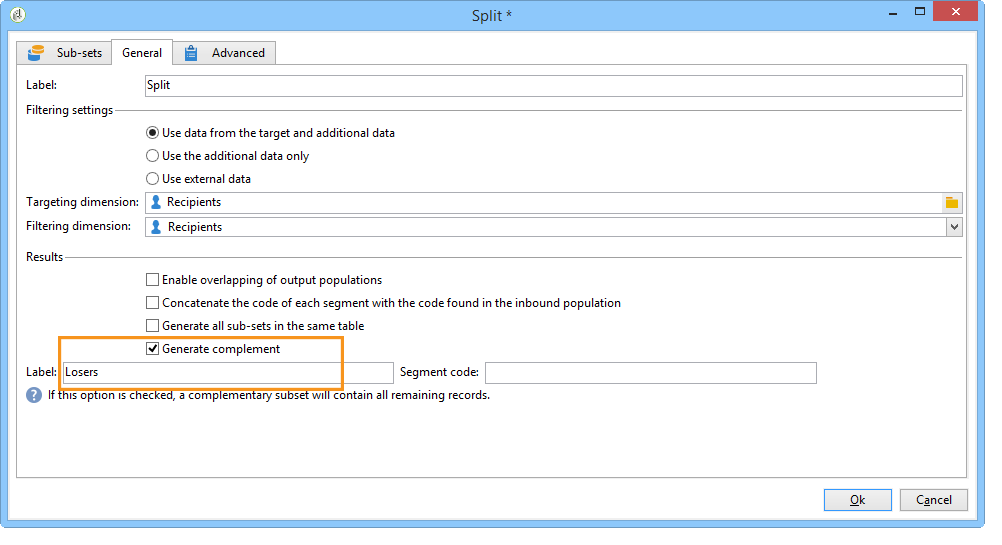 Split *
Sub-sets General Advanced
Label: Split
Filtering settings
Use data from the target and additional data
Use the additional data only
Use external data
Targeting dimension: Recipients
Filtering dimension: Recipients
Results
Enable overlapping of output populations
Concatenate the code of each segment with the code found in the inbound population
Generate all sub-sets in the same table
Generate complement
Label: Losers Segment code:
? If this option is checked, a complementary subset will contain all remaining records.
Ok Cancel